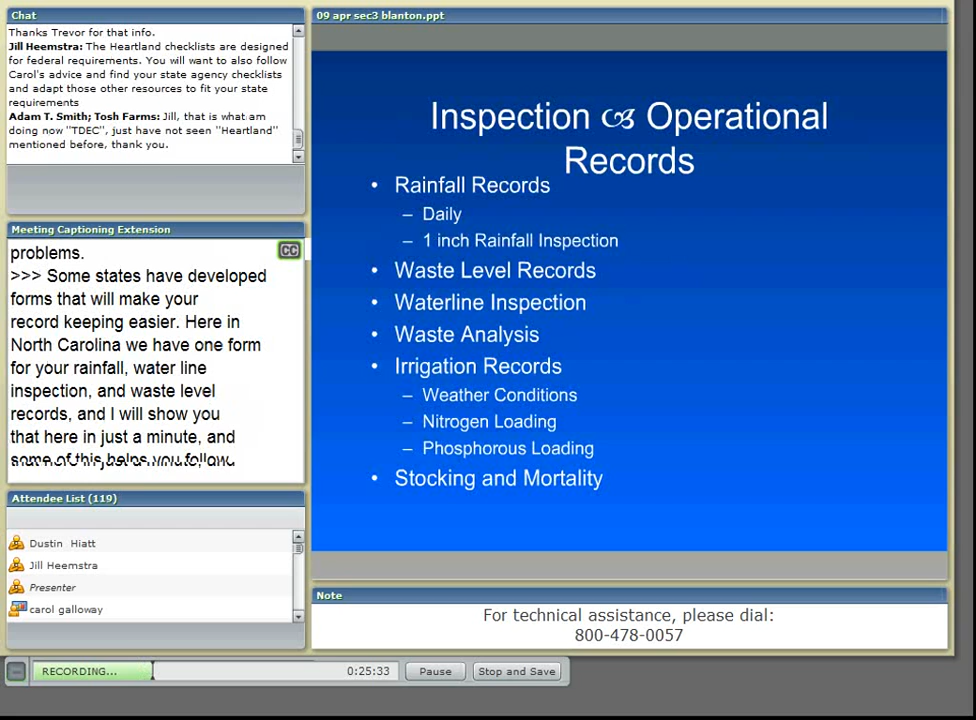 Chat
Thanks Trevor for that info.
Jill Heemstra: The Heartland checklists are designed
for federal requirements. You will want to also follow
Carol's advice and find your state agency checklists
and adapt those other resources to fit your state
requirements
Adam T. Smith; Tosh Farms: Jill, that is what am
doing now "TDEC", just have not seen "Heartland"
mentioned before, thank you.
Meeting Captioning Extension
CC
problems.
>>> Some states have developed
forms that will make your
record keeping easier. Here in
North Carolina we have one form
for your rainfall, water line
inspection, and waste level
records, and I will show you
that here in just a minute, and
some of this helps you follow
Attendee List (119)
Dustin Hiatt
Jill Heemstra
Presenter
carol galloway
09 apr sec3 blanton.ppt
Inspection & Operational
Records
• Rainfall Records
– Daily
– 1 inch Rainfall Inspection
• Waste Level Records
• Waterline Inspection
• Waste Analysis
• Irrigation Records
– Weather Conditions
– Nitrogen Loading
– Phosphorous Loading
• Stocking and Mortality
Note
For technical assistance, please dial:
800-478-0057
RECORDING...
0:25:33
Pause
Stop and Save